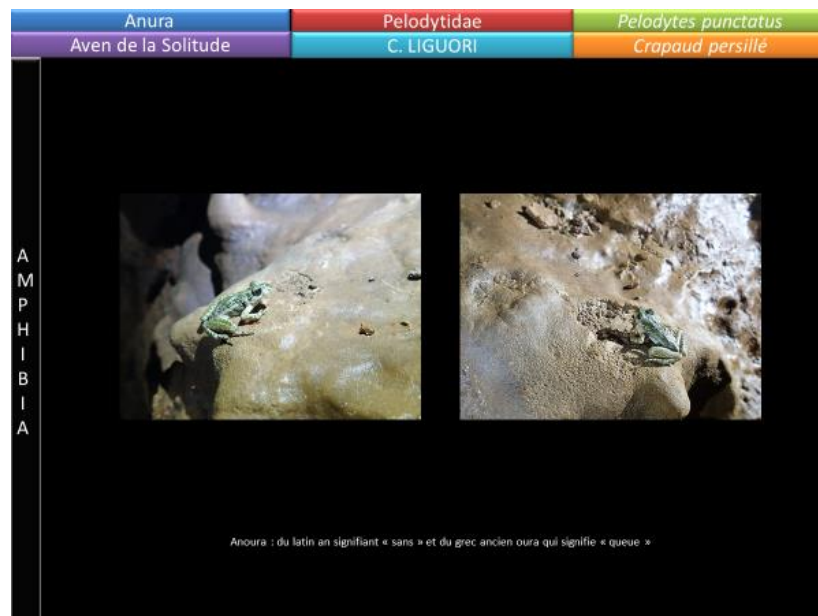 Anura
Pelodytidae
Pelodytes punctatus
Aven de la Solitude
C. LIGUORI
Crapaud persillé
AMPHIBIA
Anoura : du latin an signifiant « sans » et du grec ancien oura qui signifie « queue »